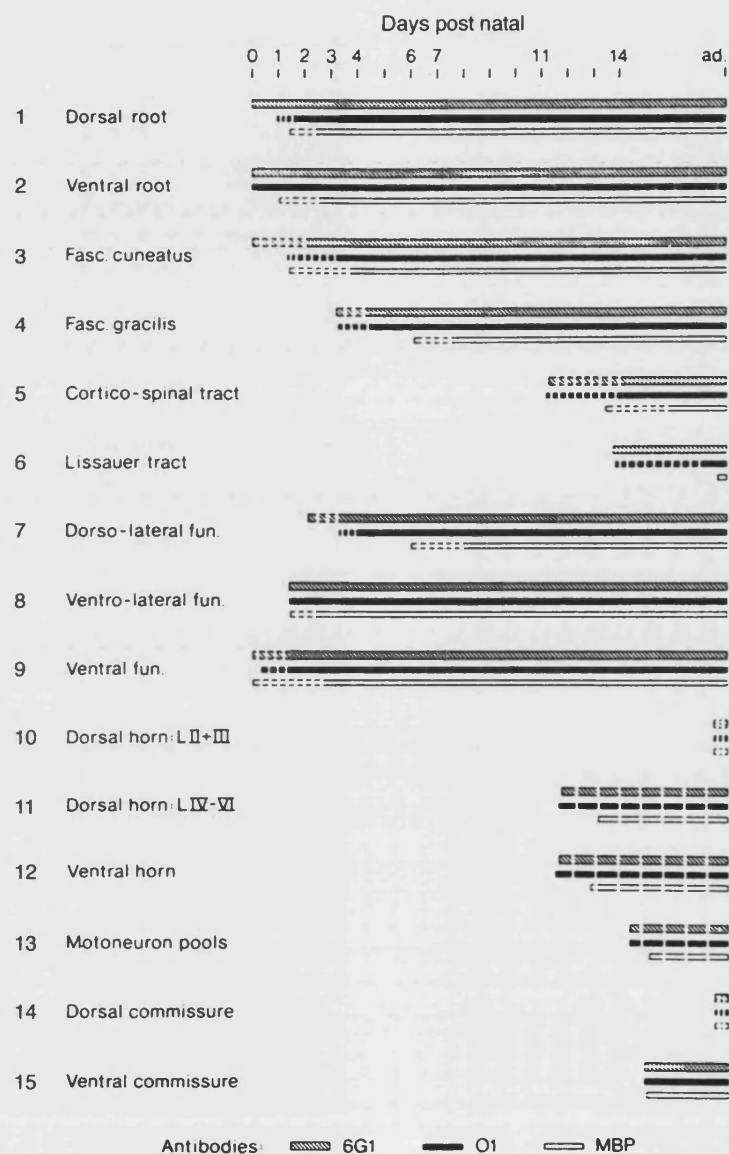 Days post natal
0 1 2 3 4 6 7 11 14 ad.
1 Dorsal root
2 Ventral root
3 Fasc. cuneatus
4 Fasc. gracilis
5 Cortico-spinal tract
6 Lissauer tract
7 Dorso-lateral fun.
8 Ventro-lateral fun.
9 Ventral fun.
10 Dorsal horn: L II+III
11 Dorsal horn: L IV-VI
12 Ventral horn
13 Motoneuron pools
14 Dorsal commissure
15 Ventral commissure
Antibodies: 6G1 O1 MBP